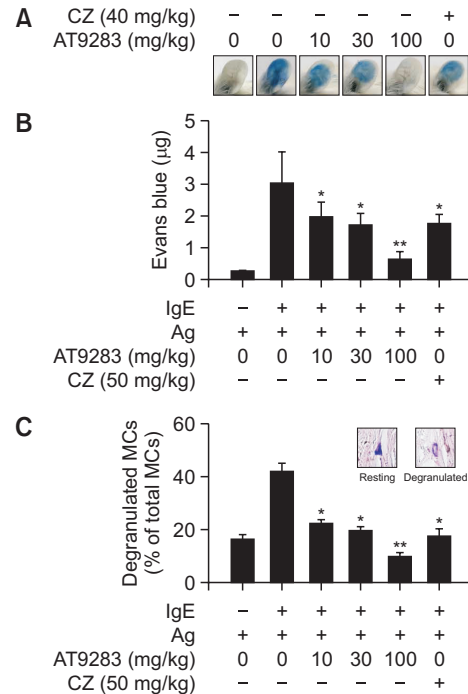 A
CZ (40 mg/kg) – – – – – +
AT9283 (mg/kg) 0 0 10 30 100 0
B
Evans blue (μg)
5
4
3
2
1
0
* * ** *
IgE – + + + + +
Ag + + + + + +
AT9283 (mg/kg) 0 0 10 30 100 0
CZ (50 mg/kg) – – – – – +
C
Degranulated MCs
(% of total MCs)
60
40
20
0
Resting Degranulated
* * ** *
IgE – + + + + +
Ag + + + + + +
AT9283 (mg/kg) 0 0 10 30 100 0
CZ (50 mg/kg) – – – – – +